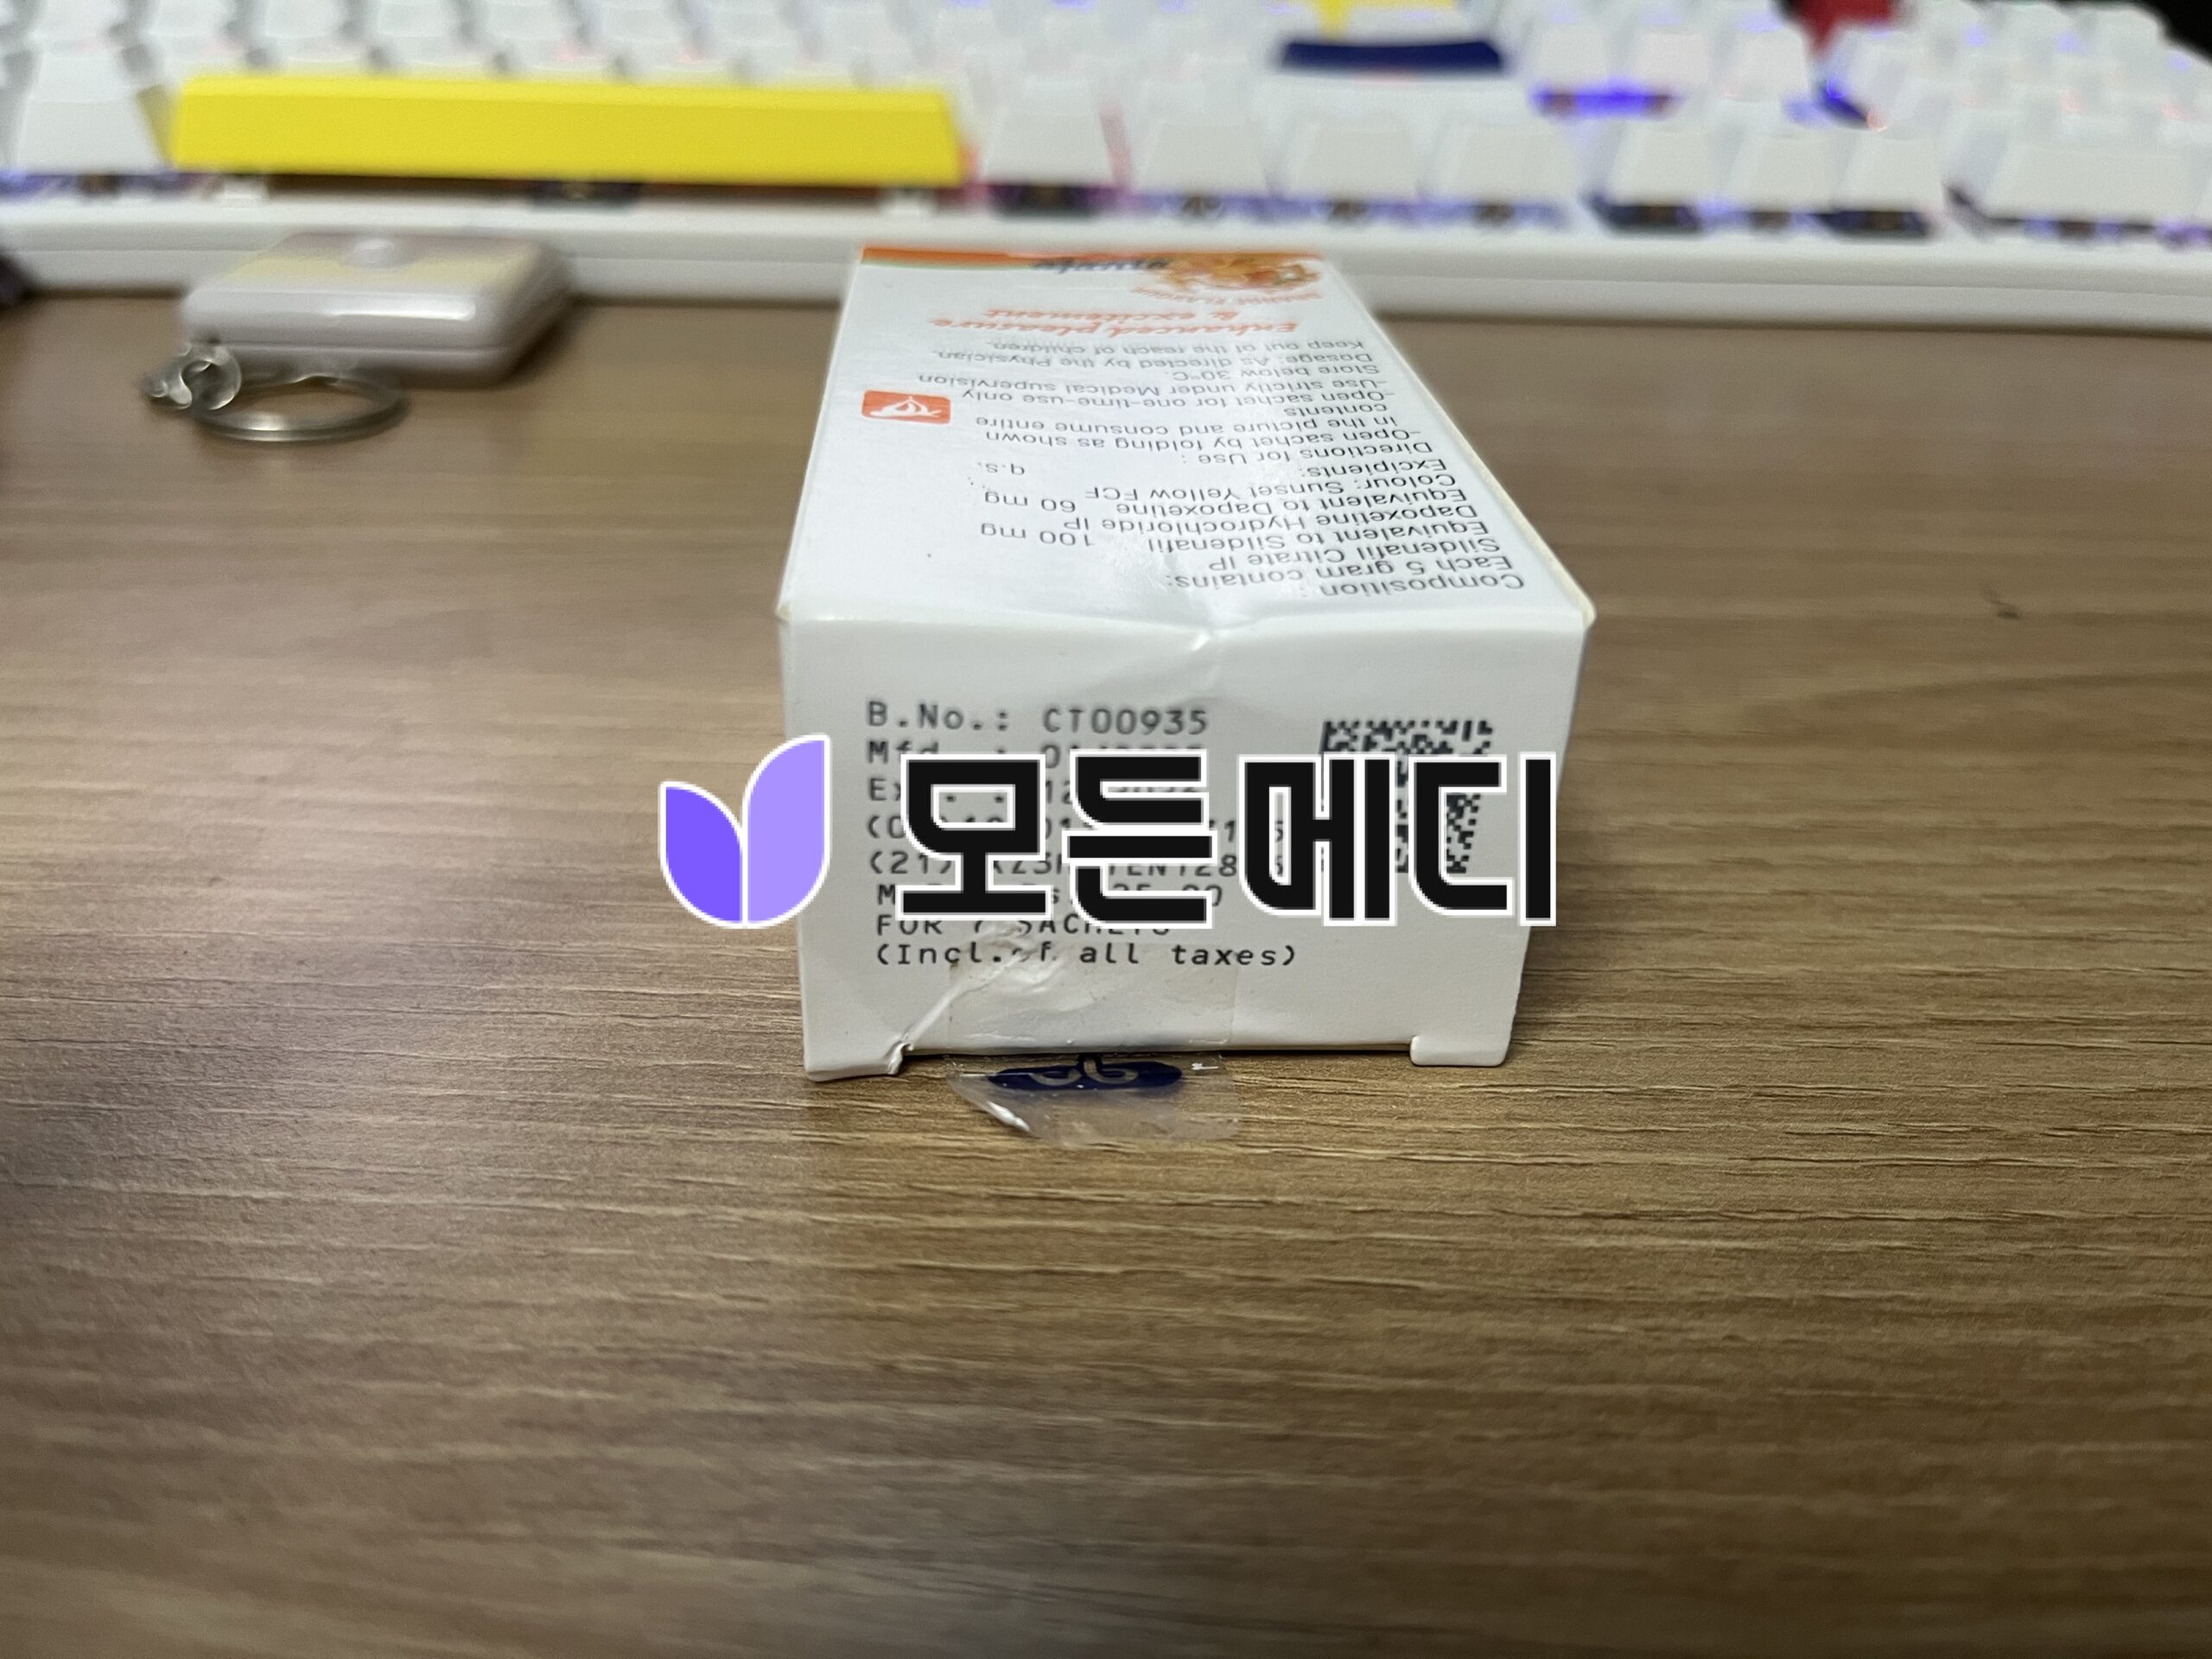 Enhanced pleasure
& excitement
Composition :
Each 5 gram contains:
Sildenafil Citrate IP
Equivalent to Sildenafil 100 mg
Dapoxetine Hydrochloride IP
Equivalent to Dapoxetine 60 mg
Colour: Sunset Yellow FCF
Excipients: q.s.
Directions for Use :
-Open sachet by folding as shown
in the picture and consume entire
contents
-Open sachet for one-time-use only
-Use strictly under Medical supervision
Store below 30°C.
Dosage: As directed by the Physician.
Keep out of the reach of children.
B.No.: CT00935
Mfd
모든메디
FOR 7 SACHETS
(Incl.of all taxes)